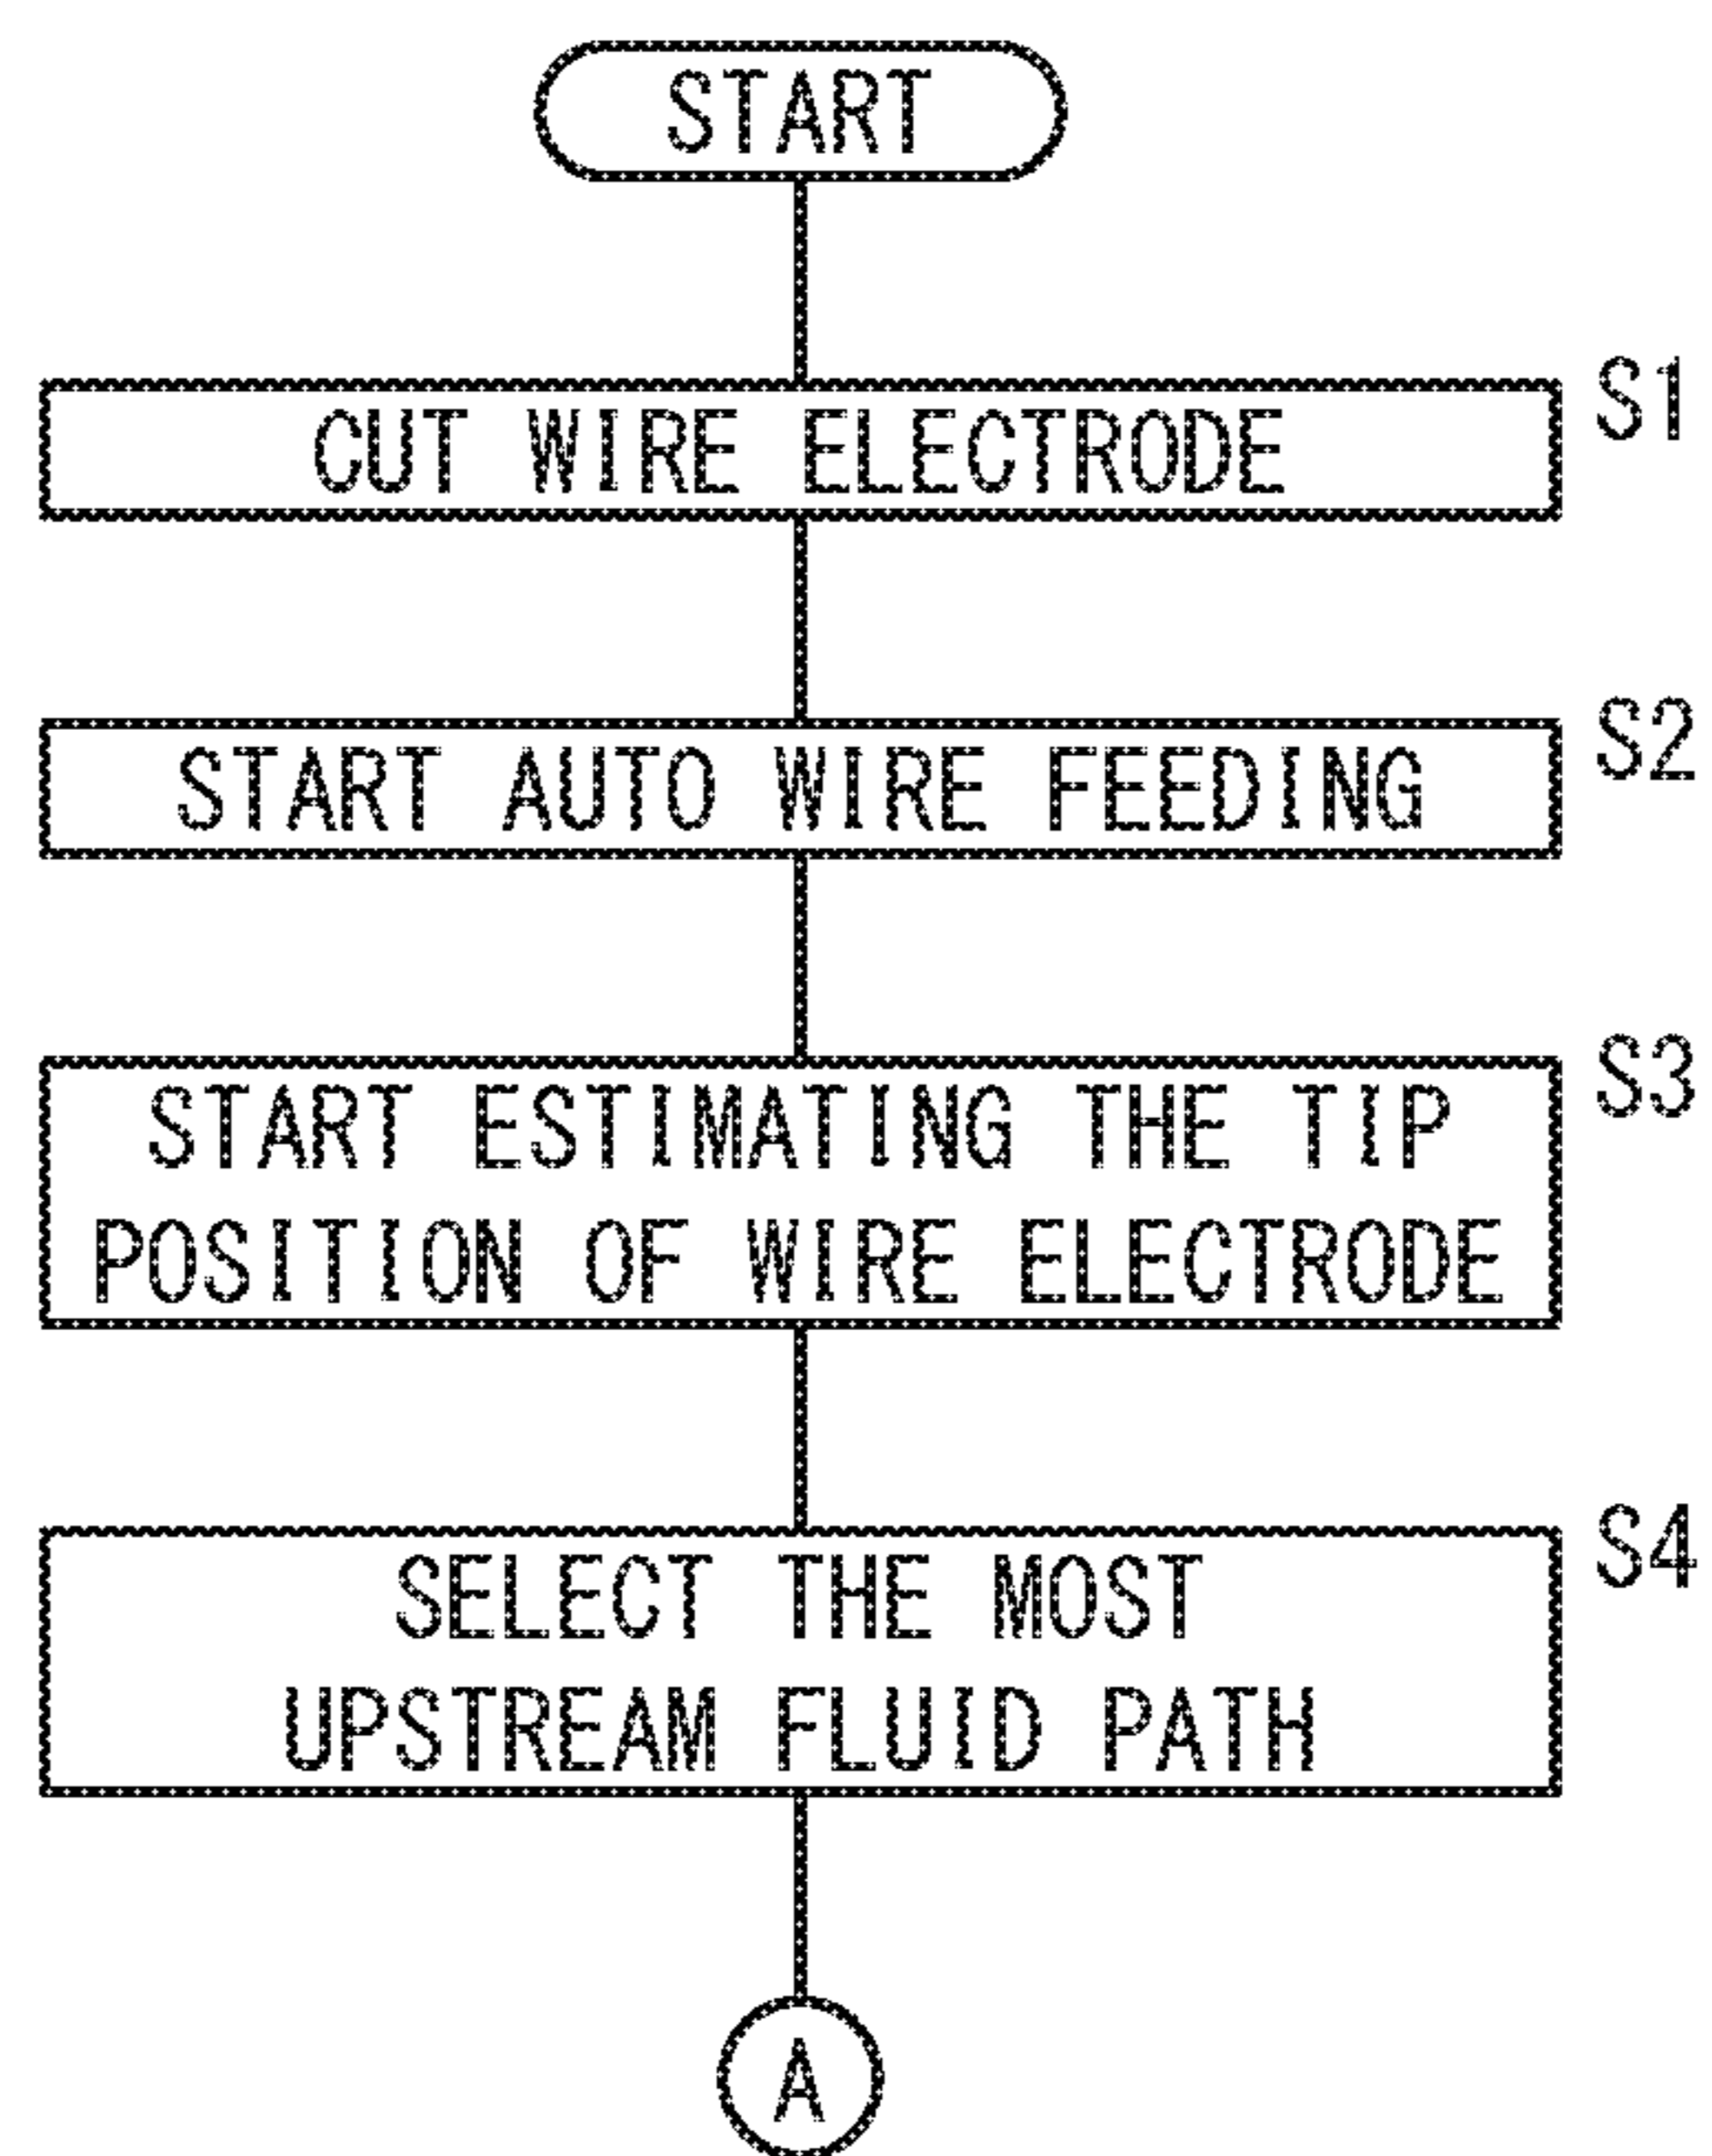 START
S1
CUT WIRE ELECTRODE
S2
START AUTO WIRE FEEDING
S3
START ESTIMATING THE TIP
POSITION OF WIRE ELECTRODE
S4
SELECT THE MOST
UPSTREAM FLUID PATH
A